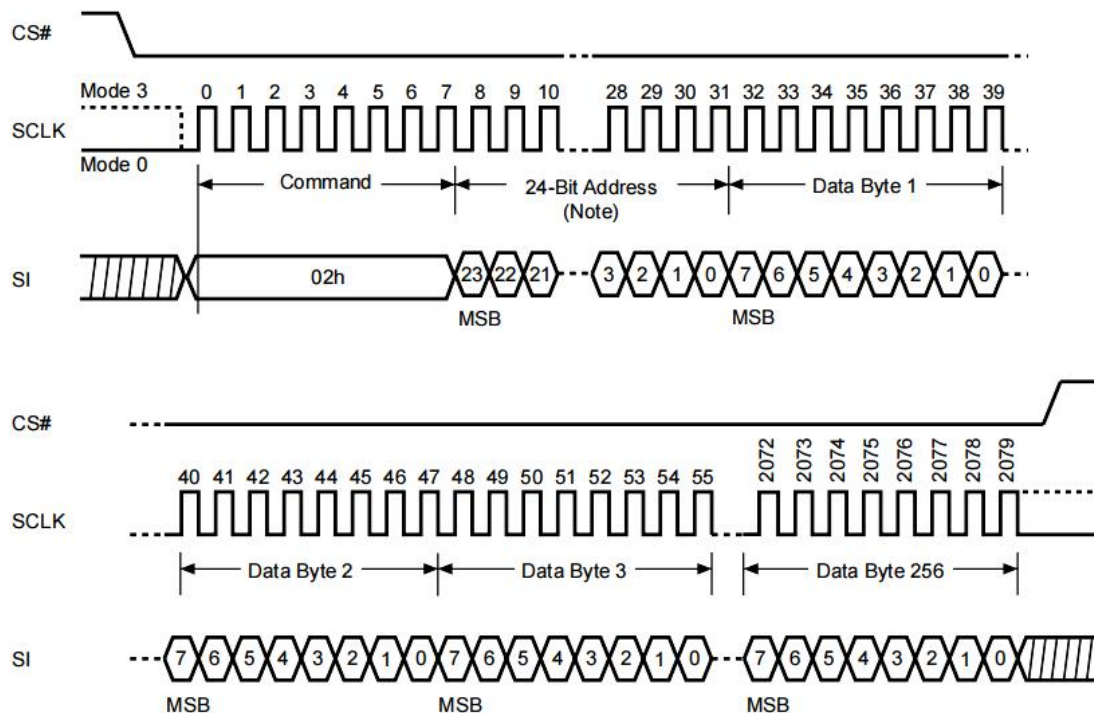 CS#
Mode 3
0 1 2 3 4 5 6 7 8 9 10 28 29 30 31 32 33 34 35 36 37 38 39
SCLK
Mode 0
Command 24-Bit Address Data Byte 1
(Note)
SI 02h 23 22 21 3 2 1 0 7 6 5 4 3 2 1 0
MSB MSB
CS#
40 41 42 43 44 45 46 47 48 49 50 51 52 53 54 55 2072 2073 2074 2075 2076 2077 2078 2079
SCLK
Data Byte 2 Data Byte 3 Data Byte 256
SI 7 6 5 4 3 2 1 0 7 6 5 4 3 2 1 0 7 6 5 4 3 2 1 0
MSB MSB MSB